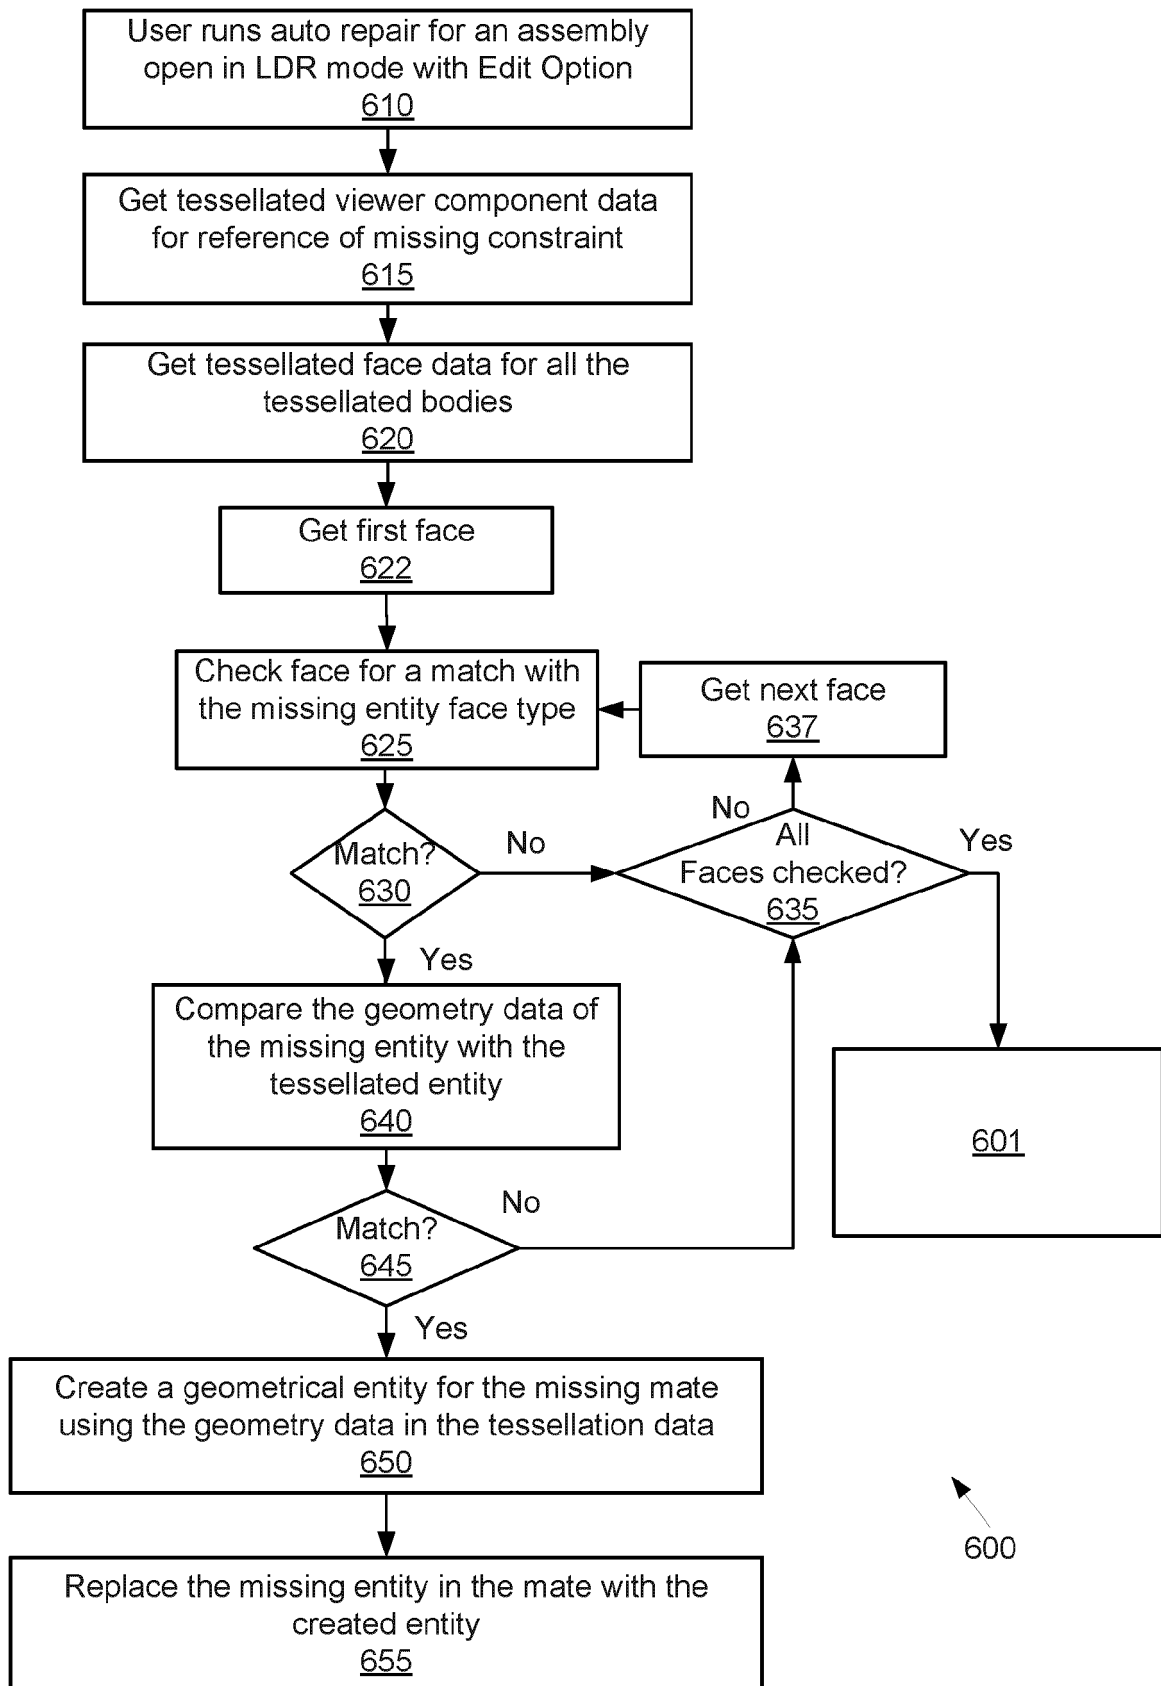 User runs auto repair for an assembly
open in LDR mode with Edit Option
610
Get tessellated viewer component data
for reference of missing constraint
615
Get tessellated face data for all the
tessellated bodies
620
Get first face
622
Check face for a match with
the missing entity face type
625
Get next face
637
Match?
630
No
No
All
Faces checked?
635
Yes
Yes
Compare the geometry data of
the missing entity with the
tessellated entity
640
601
Match?
645
No
Yes
Create a geometrical entity for the missing mate
using the geometry data in the tessellation data
650
600
Replace the missing entity in the mate with the
created entity
655